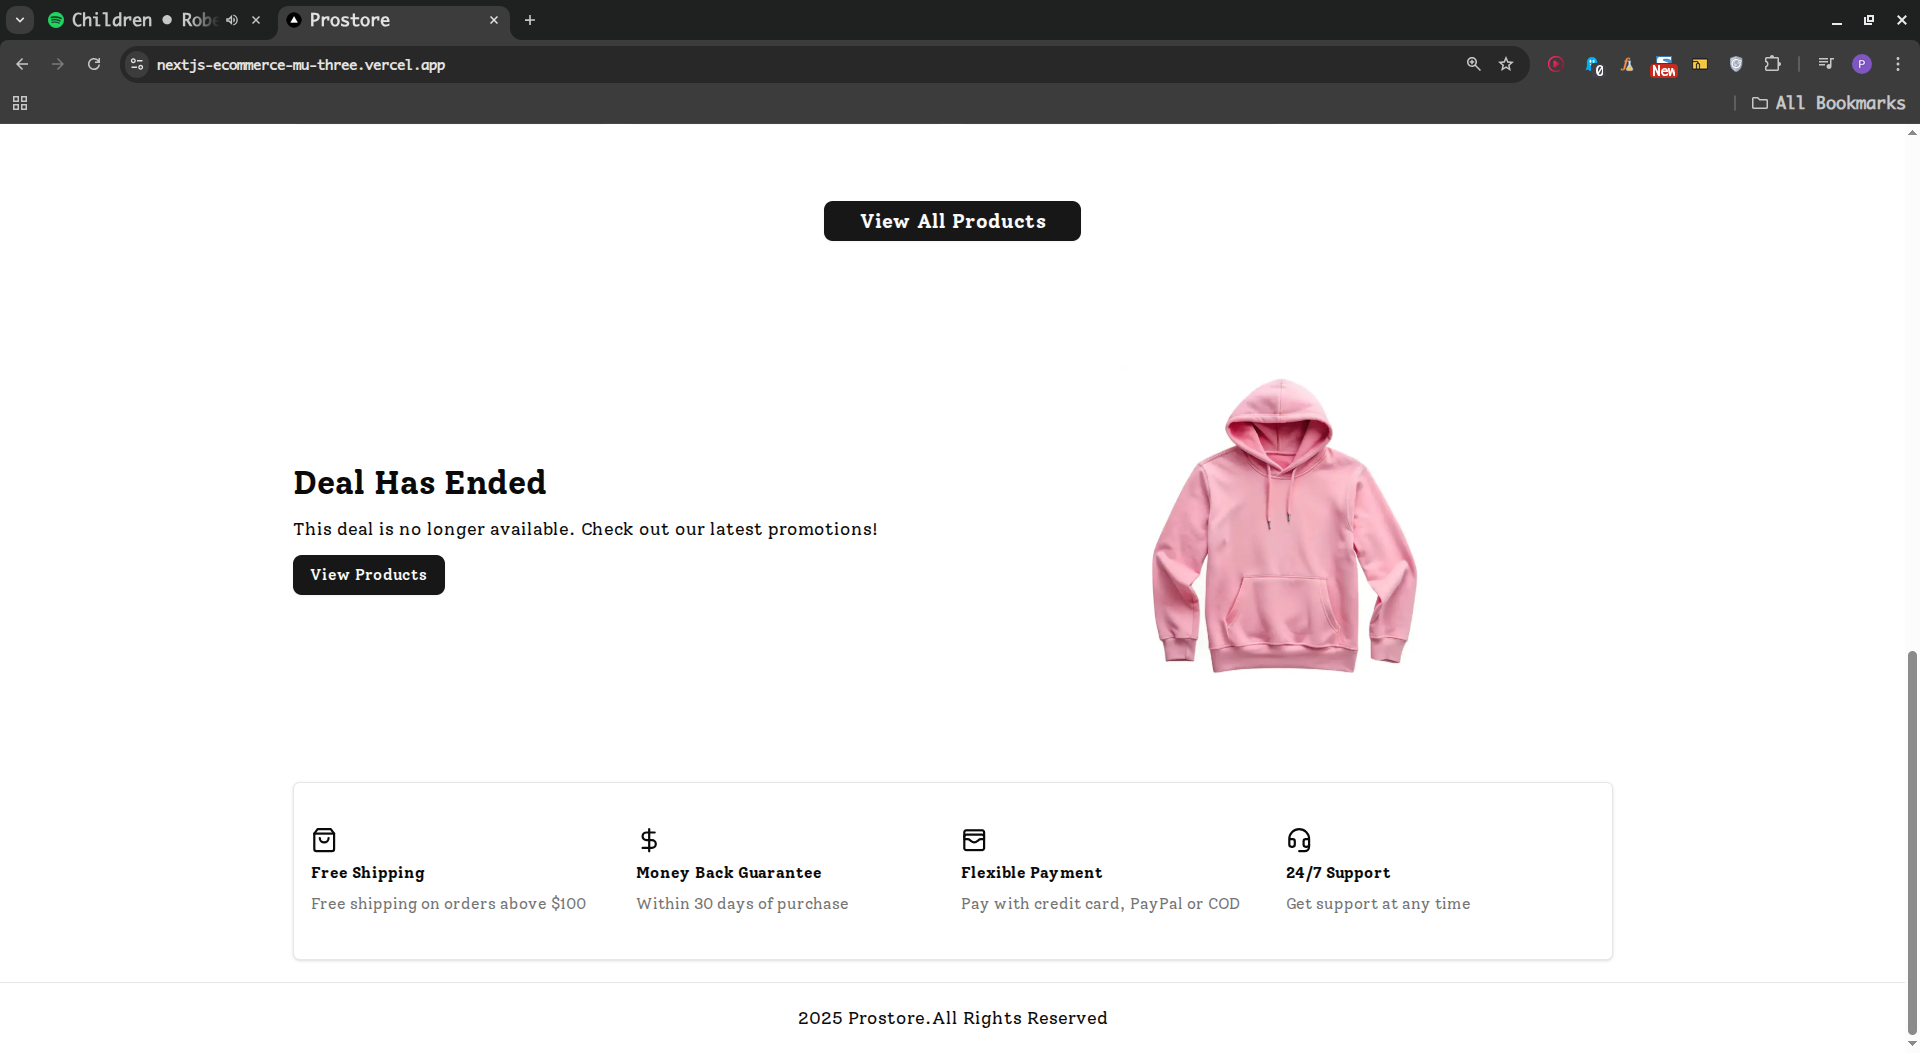 Children ● Robe
Prostore
nextjs-ecommerce-mu-three.vercel.app
0
New
P
All Bookmarks
View All Products
Deal Has Ended
This deal is no longer available. Check out our latest promotions!
View Products
Free Shipping
Free shipping on orders above $100
Money Back Guarantee
Within 30 days of purchase
Flexible Payment
Pay with credit card, PayPal or COD
24/7 Support
Get support at any time
2025 Prostore.All Rights Reserved